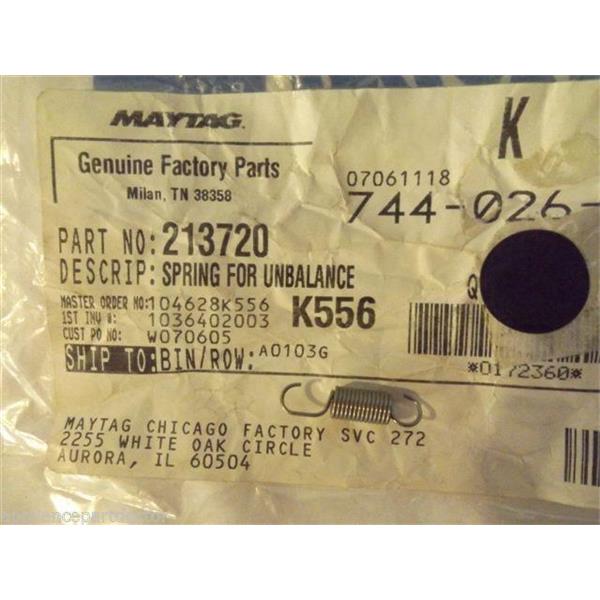 MAYTAG
Genuine Factory Parts
Milan, TN 38358
K
07061118
744-026-
PART NO: 213720
DESCRIP: SPRING FOR UNBALANCE
Q
MASTER ORDER NO: 104628K556
K556
1ST INV #: 1036402003
CUST PO NO: W070605
SHIP TO: BIN/ROW: A0103G
*0172360*
MAYTAG CHICAGO FACTORY SVC 272
2255 WHITE OAK CIRCLE
AURORA, IL 60504